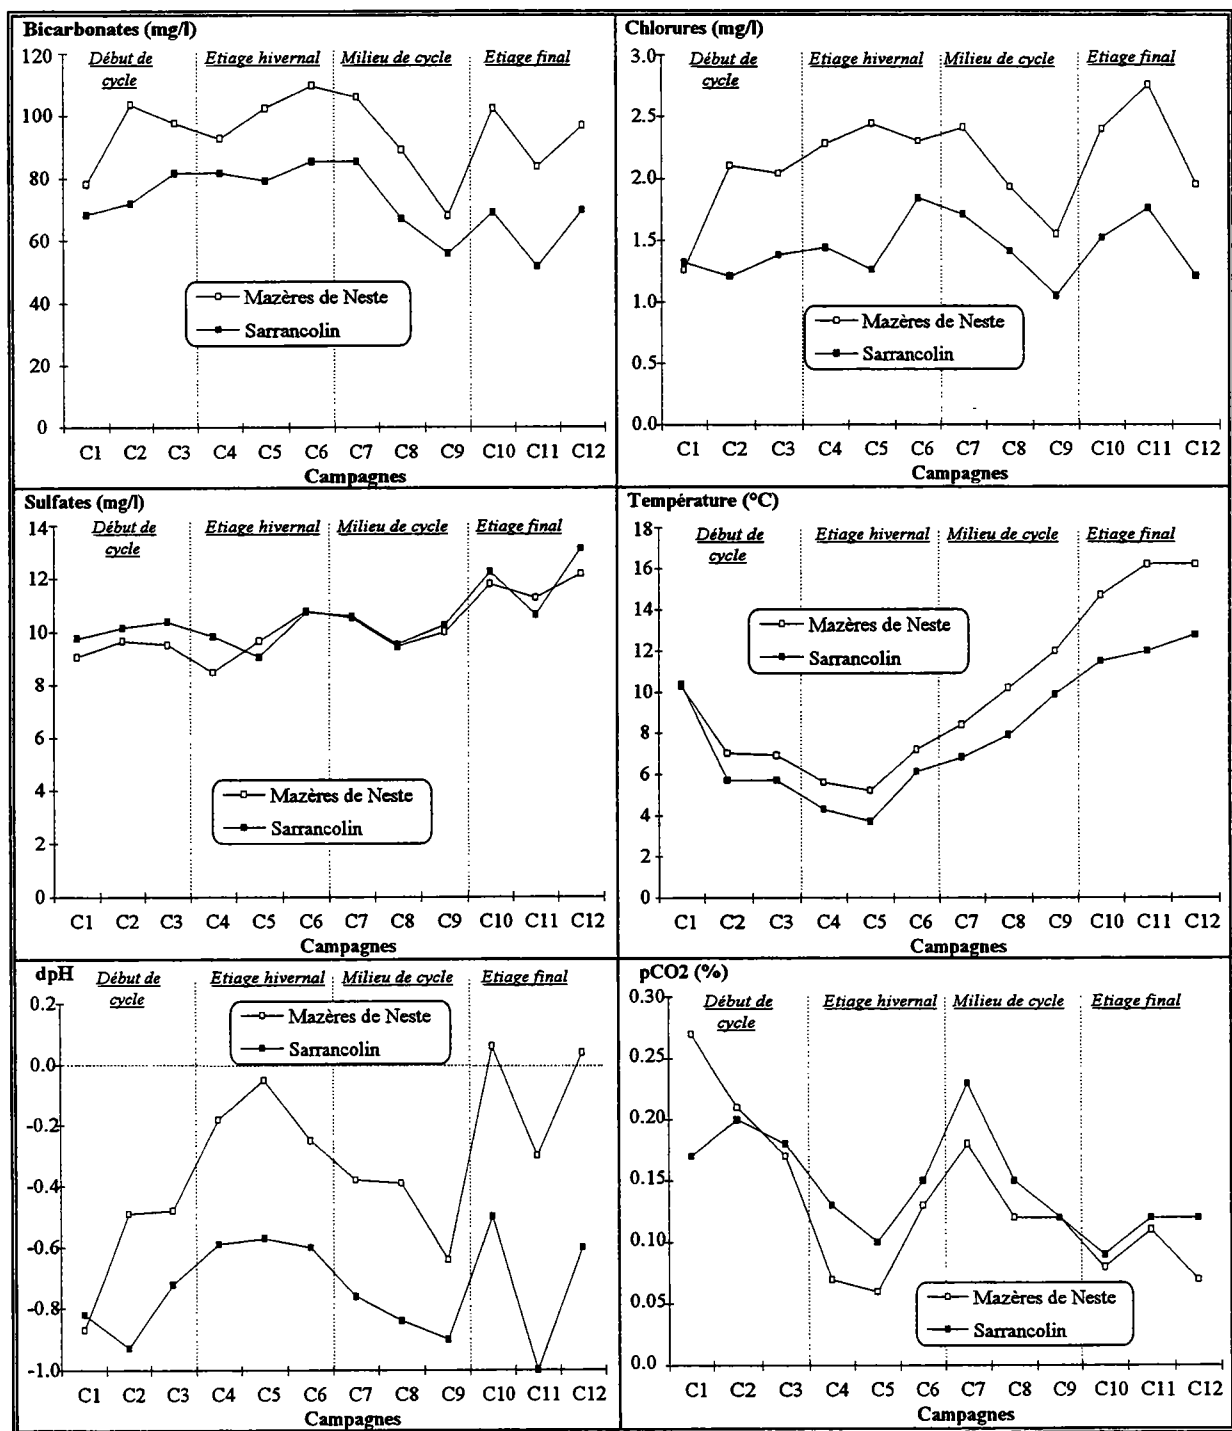 Bicarbonates (mg/l)
120
100
80
60
40
20
0
Début de
cycle
Etiage hivernal
Milieu de cycle
Etiage final
Mazères de Neste
Sarrancolin
C1 C2 C3 C4 C5 C6 C7 C8 C9 C10 C11 C12
Campagnes
Chlorures (mg/l)
3.0
2.5
2.0
1.5
1.0
0.5
0.0
Début de
cycle
Etiage hivernal
Milieu de cycle
Etiage final
Mazères de Neste
Sarrancolin
C1 C2 C3 C4 C5 C6 C7 C8 C9 C10 C11 C12
Campagnes
Sulfates (mg/l)
14
12
10
8
6
4
2
0
Début de
cycle
Etiage hivernal
Milieu de cycle
Etiage final
Mazères de Neste
Sarrancolin
C1 C2 C3 C4 C5 C6 C7 C8 C9 C10 C11 C12
Campagnes
Température (°C)
18
16
14
12
10
8
6
4
2
0
Début de
cycle
Etiage hivernal
Milieu de cycle
Etiage final
Mazères de Neste
Sarrancolin
C1 C2 C3 C4 C5 C6 C7 C8 C9 C10 C11 C12
Campagnes
dpH
0.2
0.0
-0.2
-0.4
-0.6
-0.8
-1.0
Début de
cycle
Etiage hivernal
Milieu de cycle
Etiage final
Mazères de Neste
Sarrancolin
C1 C2 C3 C4 C5 C6 C7 C8 C9 C10 C11 C12
Campagnes
pCO2 (%)
0.30
0.25
0.20
0.15
0.10
0.05
0.0
Début de
cycle
Etiage hivernal
Milieu de cycle
Etiage final
Mazères de Neste
Sarrancolin
C1 C2 C3 C4 C5 C6 C7 C8 C9 C10 C11 C12
Campagnes